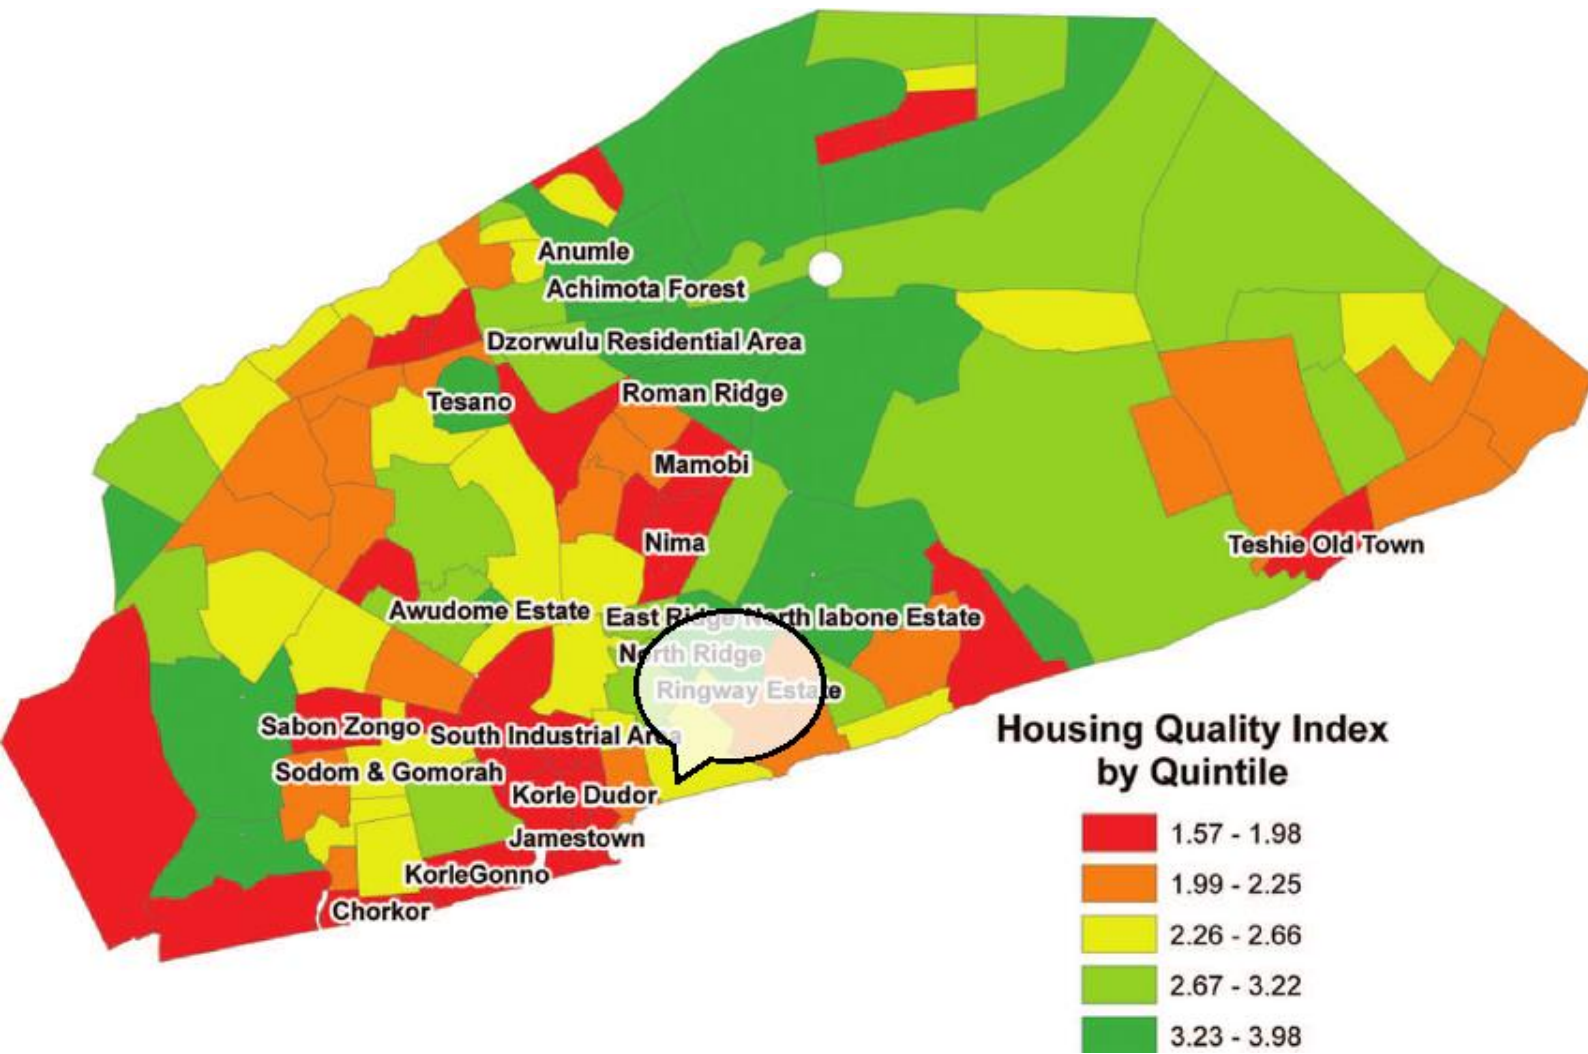 Anumle
Achimota Forest
Dzorwulu Residential Area
Roman Ridge
Tesano
Mamobi
Nima
Teshie Old Town
Awudome Estate
East Ridge North labone Estate
North Ridge
Ringway Estate
Sabon Zongo
South Industrial Area
Sodom & Gomorah
Korle Dudor
Jamestown
KorleGonno
Chorkor
Housing Quality Index
by Quintile
1.57 - 1.98
1.99 - 2.25
2.26 - 2.66
2.67 - 3.22
3.23 - 3.98